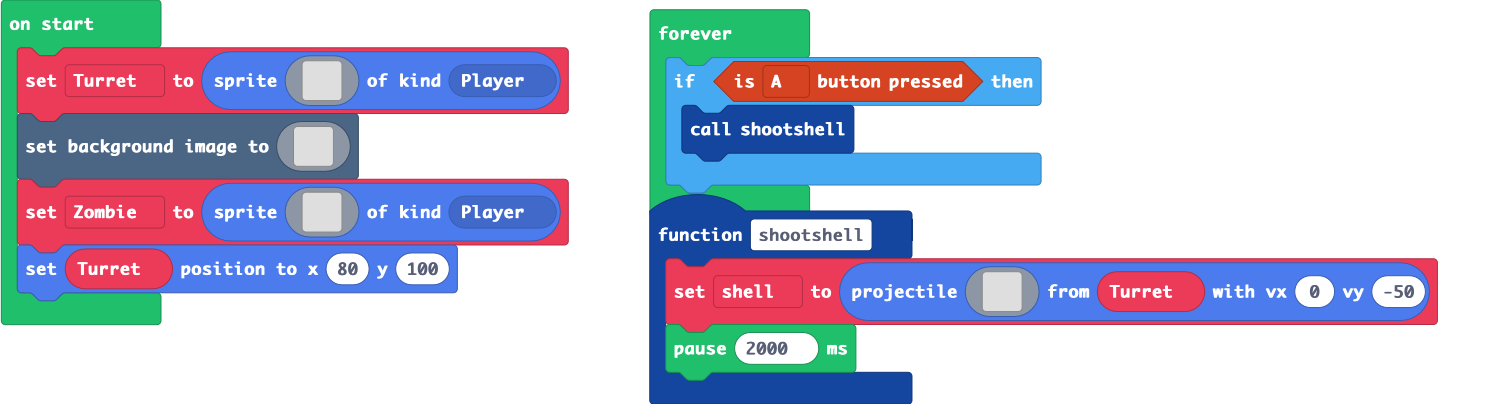 on start
set Turret to sprite of kind Player
set background image to
set Zombie to sprite of kind Player
set Turret position to x 80 y 100
forever
if is A button pressed then
call shootshell
function shootshell
set shell to projectile from Turret with vx 0 vy -50
pause 2000 ms